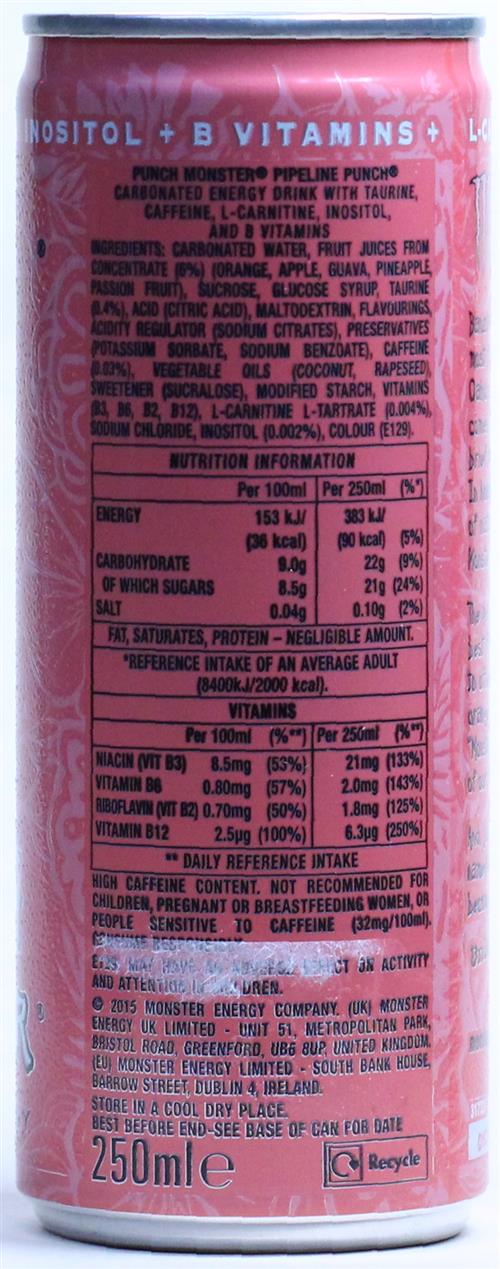 INOSITOL + B VITAMINS + L-C
PUNCH MONSTER® PIPELINE PUNCH®
CARBONATED ENERGY DRINK WITH TAURINE,
CAFFEINE, L-CARNITINE, INOSITOL,
AND B VITAMINS
INGREDIENTS: CARBONATED WATER, FRUIT JUICES FROM
CONCENTRATE (6%) (ORANGE, APPLE, GUAVA, PINEAPPLE,
PASSION FRUIT), SUCROSE, GLUCOSE SYRUP, TAURINE
(0.4%), ACID (CITRIC ACID), MALTODEXTRIN, FLAVOURINGS,
ACIDITY REGULATOR (SODIUM CITRATES), PRESERVATIVES
(POTASSIUM SORBATE, SODIUM BENZOATE), CAFFEINE
(0.03%), VEGETABLE OILS (COCONUT, RAPESEED),
SWEETENER (SUCRALOSE), MODIFIED STARCH, VITAMINS
(B3, B6, B2, B12), L-CARNITINE L-TARTRATE (0.004%),
SODIUM CHLORIDE, INOSITOL (0.002%), COLOUR (E129).
NUTRITION INFORMATION
Per 100ml Per 250ml (%*)
ENERGY 153 kJ/ 383 kJ/
(36 kcal) (90 kcal) (5%)
CARBOHYDRATE 9.0g 22g (9%)
OF WHICH SUGARS 8.5g 21g (24%)
SALT 0.04g 0.10g (2%)
FAT, SATURATES, PROTEIN – NEGLIGIBLE AMOUNT.
*REFERENCE INTAKE OF AN AVERAGE ADULT
(8400kJ/2000 kcal).
VITAMINS
Per 100ml (%**) Per 250ml (%**)
NIACIN (VIT B3) 8.5mg (53%) 21mg (133%)
VITAMIN B6 0.80mg (57%) 2.0mg (143%)
RIBOFLAVIN (VIT B2) 0.70mg (50%) 1.8mg (125%)
VITAMIN B12 2.5µg (100%) 6.3µg (250%)
** DAILY REFERENCE INTAKE
HIGH CAFFEINE CONTENT. NOT RECOMMENDED FOR
CHILDREN, PREGNANT OR BREASTFEEDING WOMEN, OR
PEOPLE SENSITIVE TO CAFFEINE (32mg/100ml).
CONSUME RESPONSIBLY.
E129: MAY HAVE AN ADVERSE EFFECT ON ACTIVITY
AND ATTENTION IN CHILDREN.
© 2015 MONSTER ENERGY COMPANY. (UK) MONSTER
ENERGY UK LIMITED - UNIT 51, METROPOLITAN PARK,
BRISTOL ROAD, GREENFORD, UB6 8UP, UNITED KINGDOM.
(EU) MONSTER ENERGY LIMITED - SOUTH BANK HOUSE,
BARROW STREET, DUBLIN 4, IRELAND.
STORE IN A COOL DRY PLACE.
BEST BEFORE END-SEE BASE OF CAN FOR DATE
250ml e Recycle